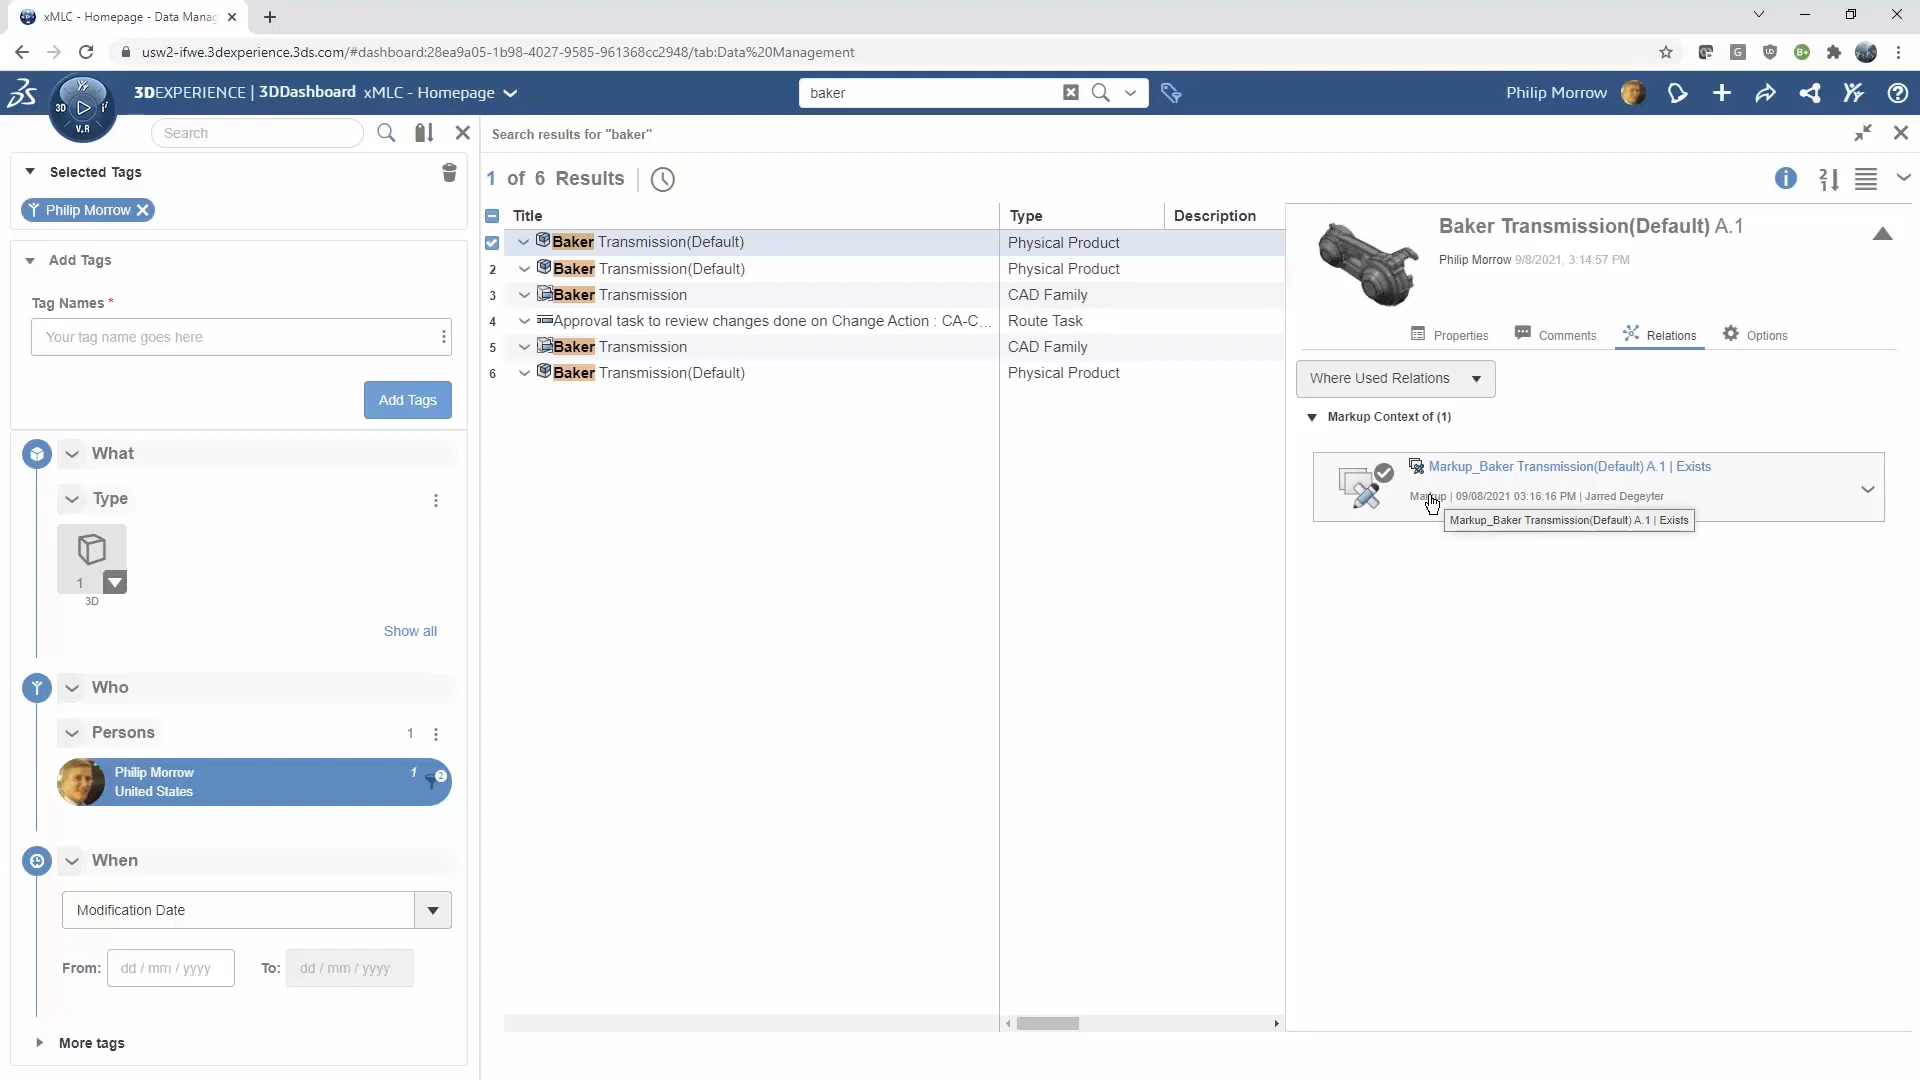 xMLC - Homepage - Data Manag
usw2-ifwe.3dexperience.3ds.com/#dashboard:28ea9a05-1b98-4027-9585-961368cc2948/tab:Data%20Management
3D
V.R
3DEXPERIENCE | 3DDashboard xMLC - Homepage
baker
Philip Morrow
Search
Search results for "baker"
Selected Tags
Philip Morrow
Add Tags
Tag Names *
Your tag name goes here
Add Tags
What
Type
1
3D
Show all
Who
Persons 1
Philip Morrow 1
2
United States
When
Modification Date
From: dd / mm / yyyy To: dd / mm / yyyy
More tags
1 of 6 Results
Title Type Description
Baker Transmission(Default) Physical Product
2 Baker Transmission(Default) Physical Product
3 Baker Transmission CAD Family
4 Approval task to review changes done on Change Action : CA-C... Route Task
5 Baker Transmission CAD Family
6 Baker Transmission(Default) Physical Product
Baker Transmission(Default) A.1
Philip Morrow 9/8/2021, 3:14:57 PM
Properties Comments Relations Options
Where Used Relations
Markup Context of (1)
Markup_Baker Transmission(Default) A.1 | Exists
Markup | 09/08/2021 03:16:16 PM | Jarred Degeyter
Markup_Baker Transmission(Default) A.1 | Exists